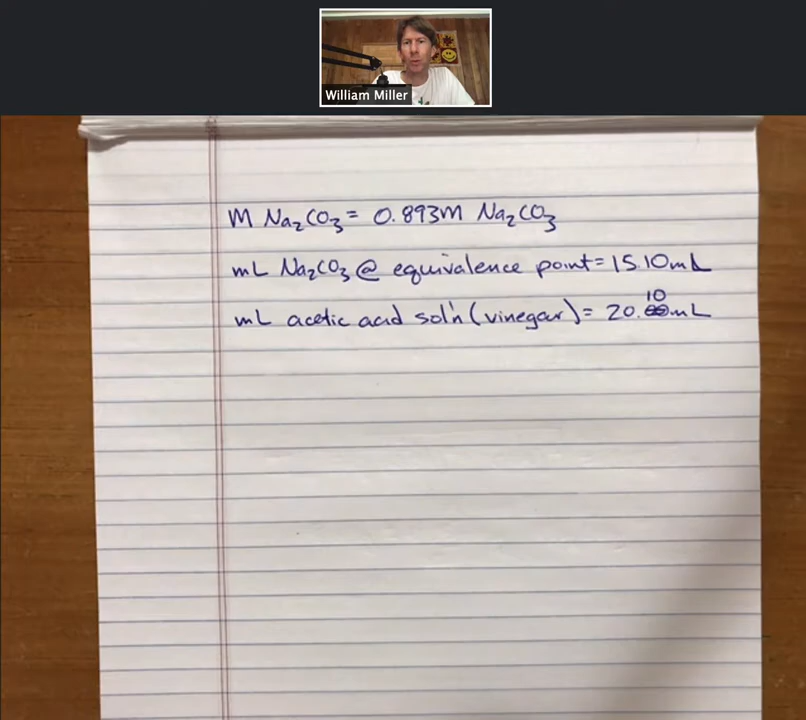 William Miller
M Na₂CO₃ = 0.893M Na₂CO₃
mL Na₂CO₃ @ equivalence point = 15.10mL
mL acetic acid sol'n (vinegar) = 20.10mL